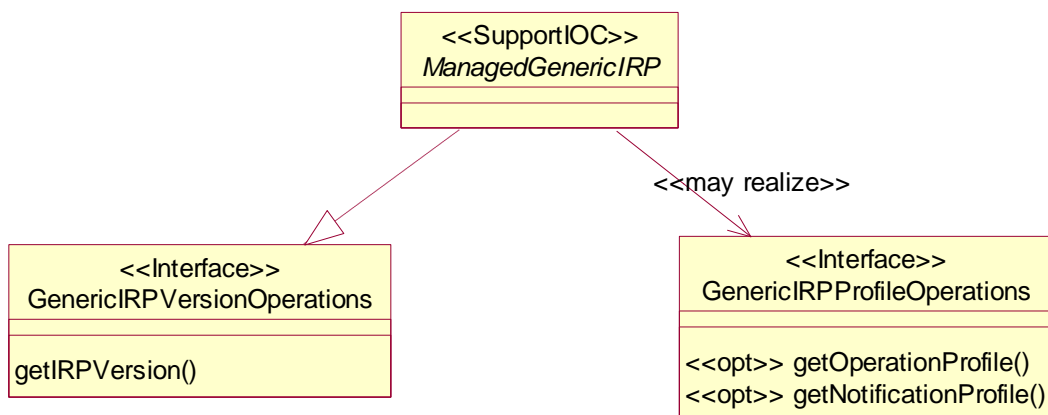 <<SupportIOC>>
ManagedGenericIRP
<<may realize>>
<<Interface>>
GenericIRPVersionOperations
getIRPVersion()
<<Interface>>
GenericIRPProfileOperations
<<opt>> getOperationProfile()
<<opt>> getNotificationProfile()